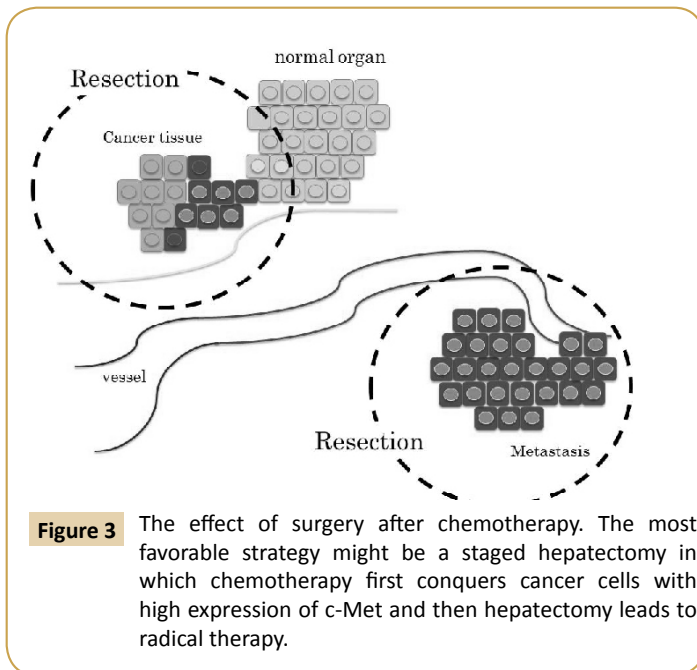 normal organ
Resection
Cancer tissue
vessel
Resection
Metastasis
Figure 3 The effect of surgery after chemotherapy. The most
favorable strategy might be a staged hepatectomy in
which chemotherapy first conquers cancer cells with
high expression of c-Met and then hepatectomy leads to
radical therapy.